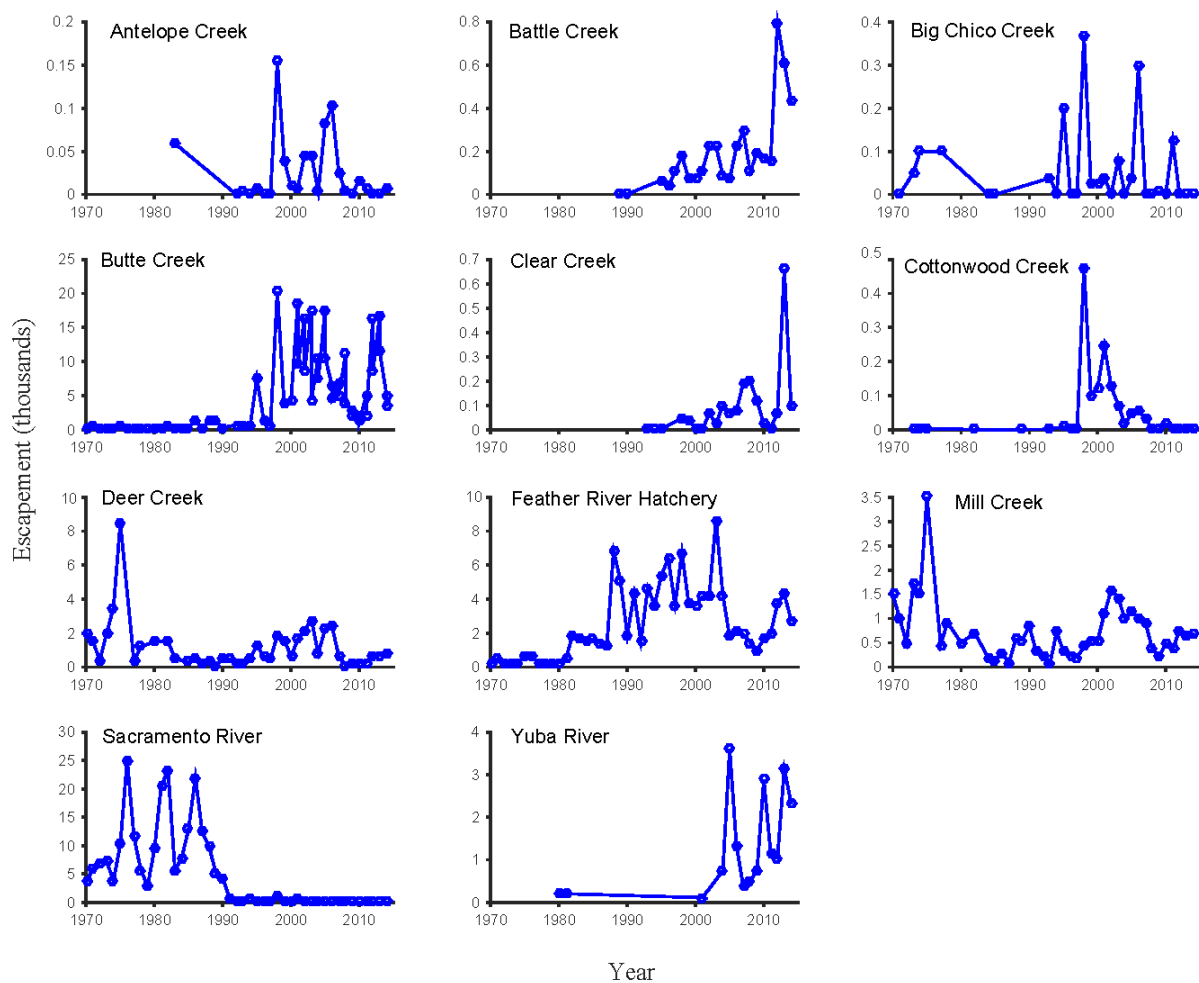 Antelope Creek
0.2
0.15
0.1
0.05
0
1970 1980 1990 2000 2010
Battle Creek
0.8
0.6
0.4
0.2
0
1970 1980 1990 2000 2010
Big Chico Creek
0.4
0.3
0.2
0.1
0
1970 1980 1990 2000 2010
Butte Creek
25
20
15
10
5
0
1970 1980 1990 2000 2010
Clear Creek
0.7
0.6
0.5
0.4
0.3
0.2
0.1
0
1970 1980 1990 2000 2010
Cottonwood Creek
0.5
0.4
0.3
0.2
0.1
0
1970 1980 1990 2000 2010
Escapement (thousands)
Deer Creek
10
8
6
4
2
0
1970 1980 1990 2000 2010
Feather River Hatchery
10
8
6
4
2
0
1970 1980 1990 2000 2010
Mill Creek
3.5
3
2.5
2
1.5
1
0.5
0
1970 1980 1990 2000 2010
Sacramento River
30
25
20
15
10
5
0
1970 1980 1990 2000 2010
Yuba River
4
3
2
1
0
1970 1980 1990 2000 2010
Year